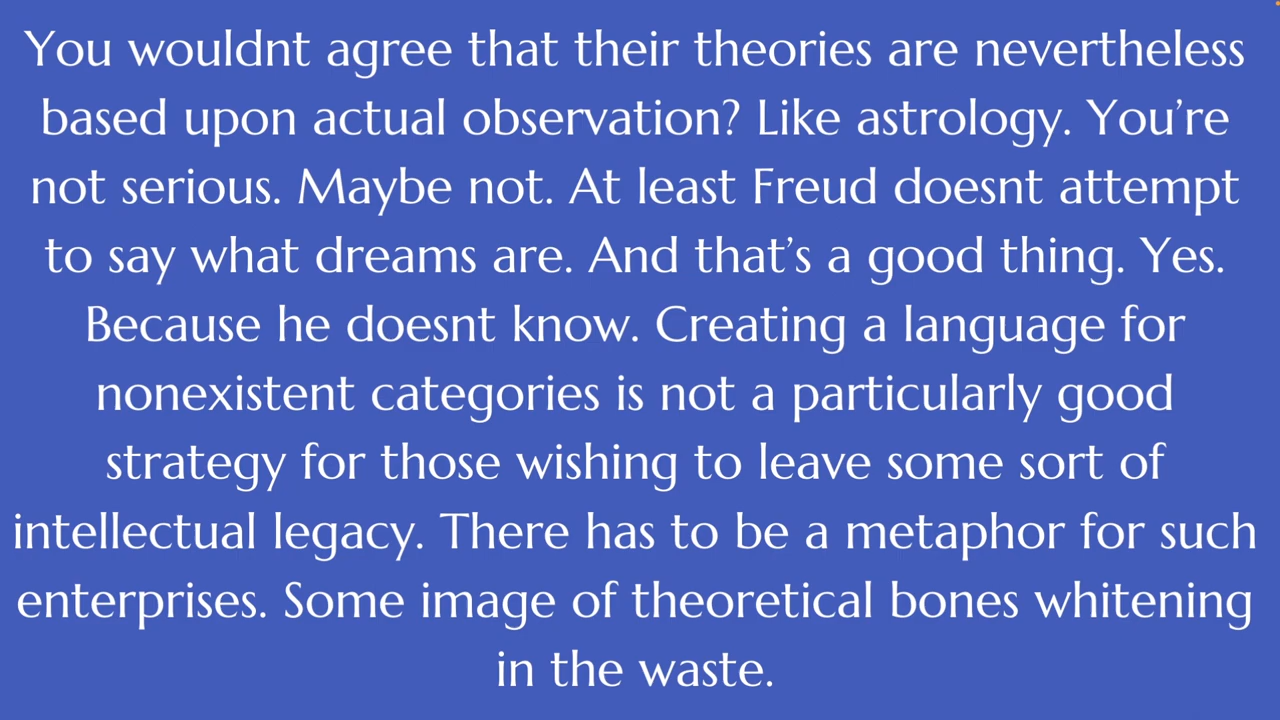 You wouldnt agree that their theories are nevertheless
based upon actual observation? Like astrology. You’re
not serious. Maybe not. At least Freud doesnt attempt
to say what dreams are. And that’s a good thing. Yes.
Because he doesnt know. Creating a language for
nonexistent categories is not a particularly good
strategy for those wishing to leave some sort of
intellectual legacy. There has to be a metaphor for such
enterprises. Some image of theoretical bones whitening
in the waste.